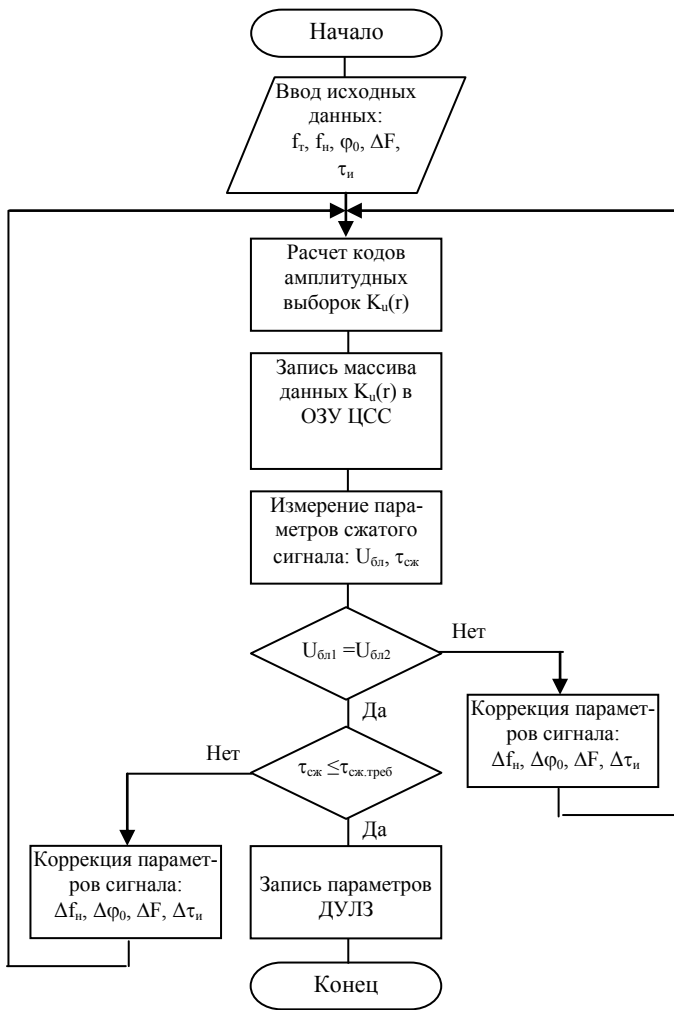 Начало
Ввод исходных
данных:
fт, fн, φ0, ΔF,
τи
Расчет кодов
амплитудных
выборок Ku(r)
Запись массива
данных Ku(r) в
ОЗУ ЦСС
Измерение пара-
метров сжатого
сигнала: Uбл, τсж
Uбл1 =Uбл2
Нет
Да
Коррекция парамет-
ров сигнала:
Δfн, Δφ0, ΔF, Δτи
τсж ≤τсж.треб
Нет
Да
Коррекция парамет-
ров сигнала:
Δfн, Δφ0, ΔF, Δτи
Запись параметров
ДУЛЗ
Конец